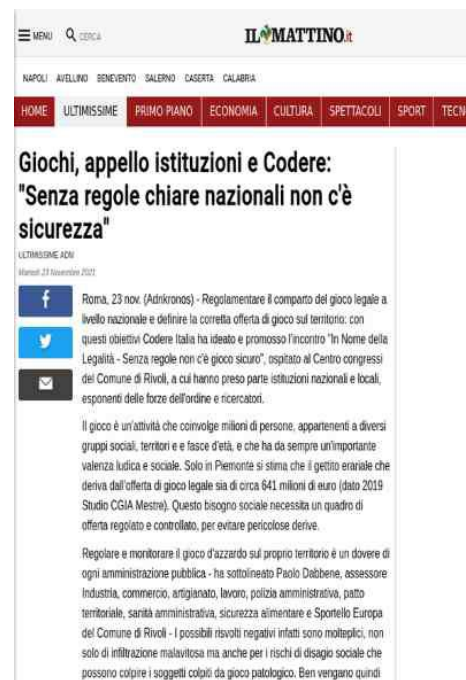 MENU
CERCA
IL MATTINO.it
NAPOLI AVELLINO BENEVENTO SALERNO CASERTA CALABRIA
HOME ULTIMISSIME PRIMO PIANO ECONOMIA CULTURA SPETTACOLI SPORT TECN
Giochi, appello istituzioni e Codere:
"Senza regole chiare nazionali non c'è
sicurezza"
ULTIMISSIME ADN
Martedì 23 Novembre 2021
Roma, 23 nov. (Adnkronos) - Regolamentare il comparto del gioco legale a
livello nazionale e definire la corretta offerta di gioco sul territorio: con
questi obiettivi Codere Italia ha ideato e promosso l'incontro "In Nome della
Legalità - Senza regole non c'è gioco sicuro", ospitato al Centro congressi
del Comune di Rivoli, a cui hanno preso parte istituzioni nazionali e locali,
esponenti delle forze dell'ordine e ricercatori.
Il gioco è un'attività che coinvolge milioni di persone, appartenenti a diversi
gruppi sociali, territori e e fasce d'età, e che ha da sempre un'importante
valenza ludica e sociale. Solo in Piemonte si stima che il gettito erariale che
deriva dall'offerta di gioco legale sia di circa 641 milioni di euro (dato 2019
Studio CGIA Mestre). Questo bisogno sociale necessita un quadro di
offerta regolato e controllato, per evitare pericolose derive.
Regolare e monitorare il gioco d'azzardo sul proprio territorio è un dovere di
ogni amministrazione pubblica - ha sottolineato Paolo Dabbene, assessore
Industria, commercio, artigianato, lavoro, polizia amministrativa, patto
territoriale, sanità amministrativa, sicurezza alimentare e Sportello Europa
del Comune di Rivoli - I possibili risvolti negativi infatti sono molteplici, non
solo di infiltrazione malavitosa ma anche per i rischi di disagio sociale che
possono colpire i soggetti colpiti da gioco patologico. Ben vengano quindi